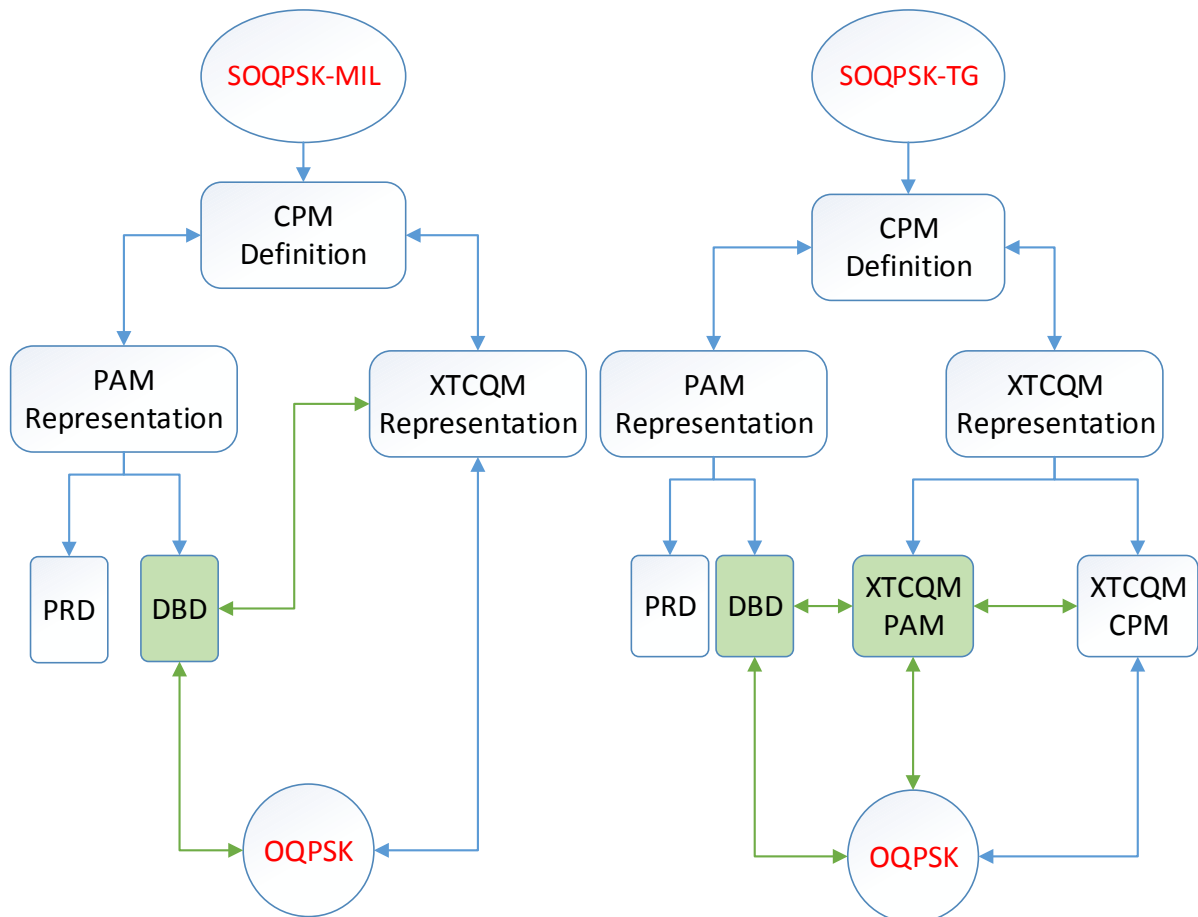 SOQPSK-MIL
CPM
Definition
PAM
Representation
XTCQM
Representation
PRD
DBD
OQPSK
SOQPSK-TG
CPM
Definition
PAM
Representation
XTCQM
Representation
PRD
DBD
XTCQM
PAM
XTCQM
CPM
OQPSK